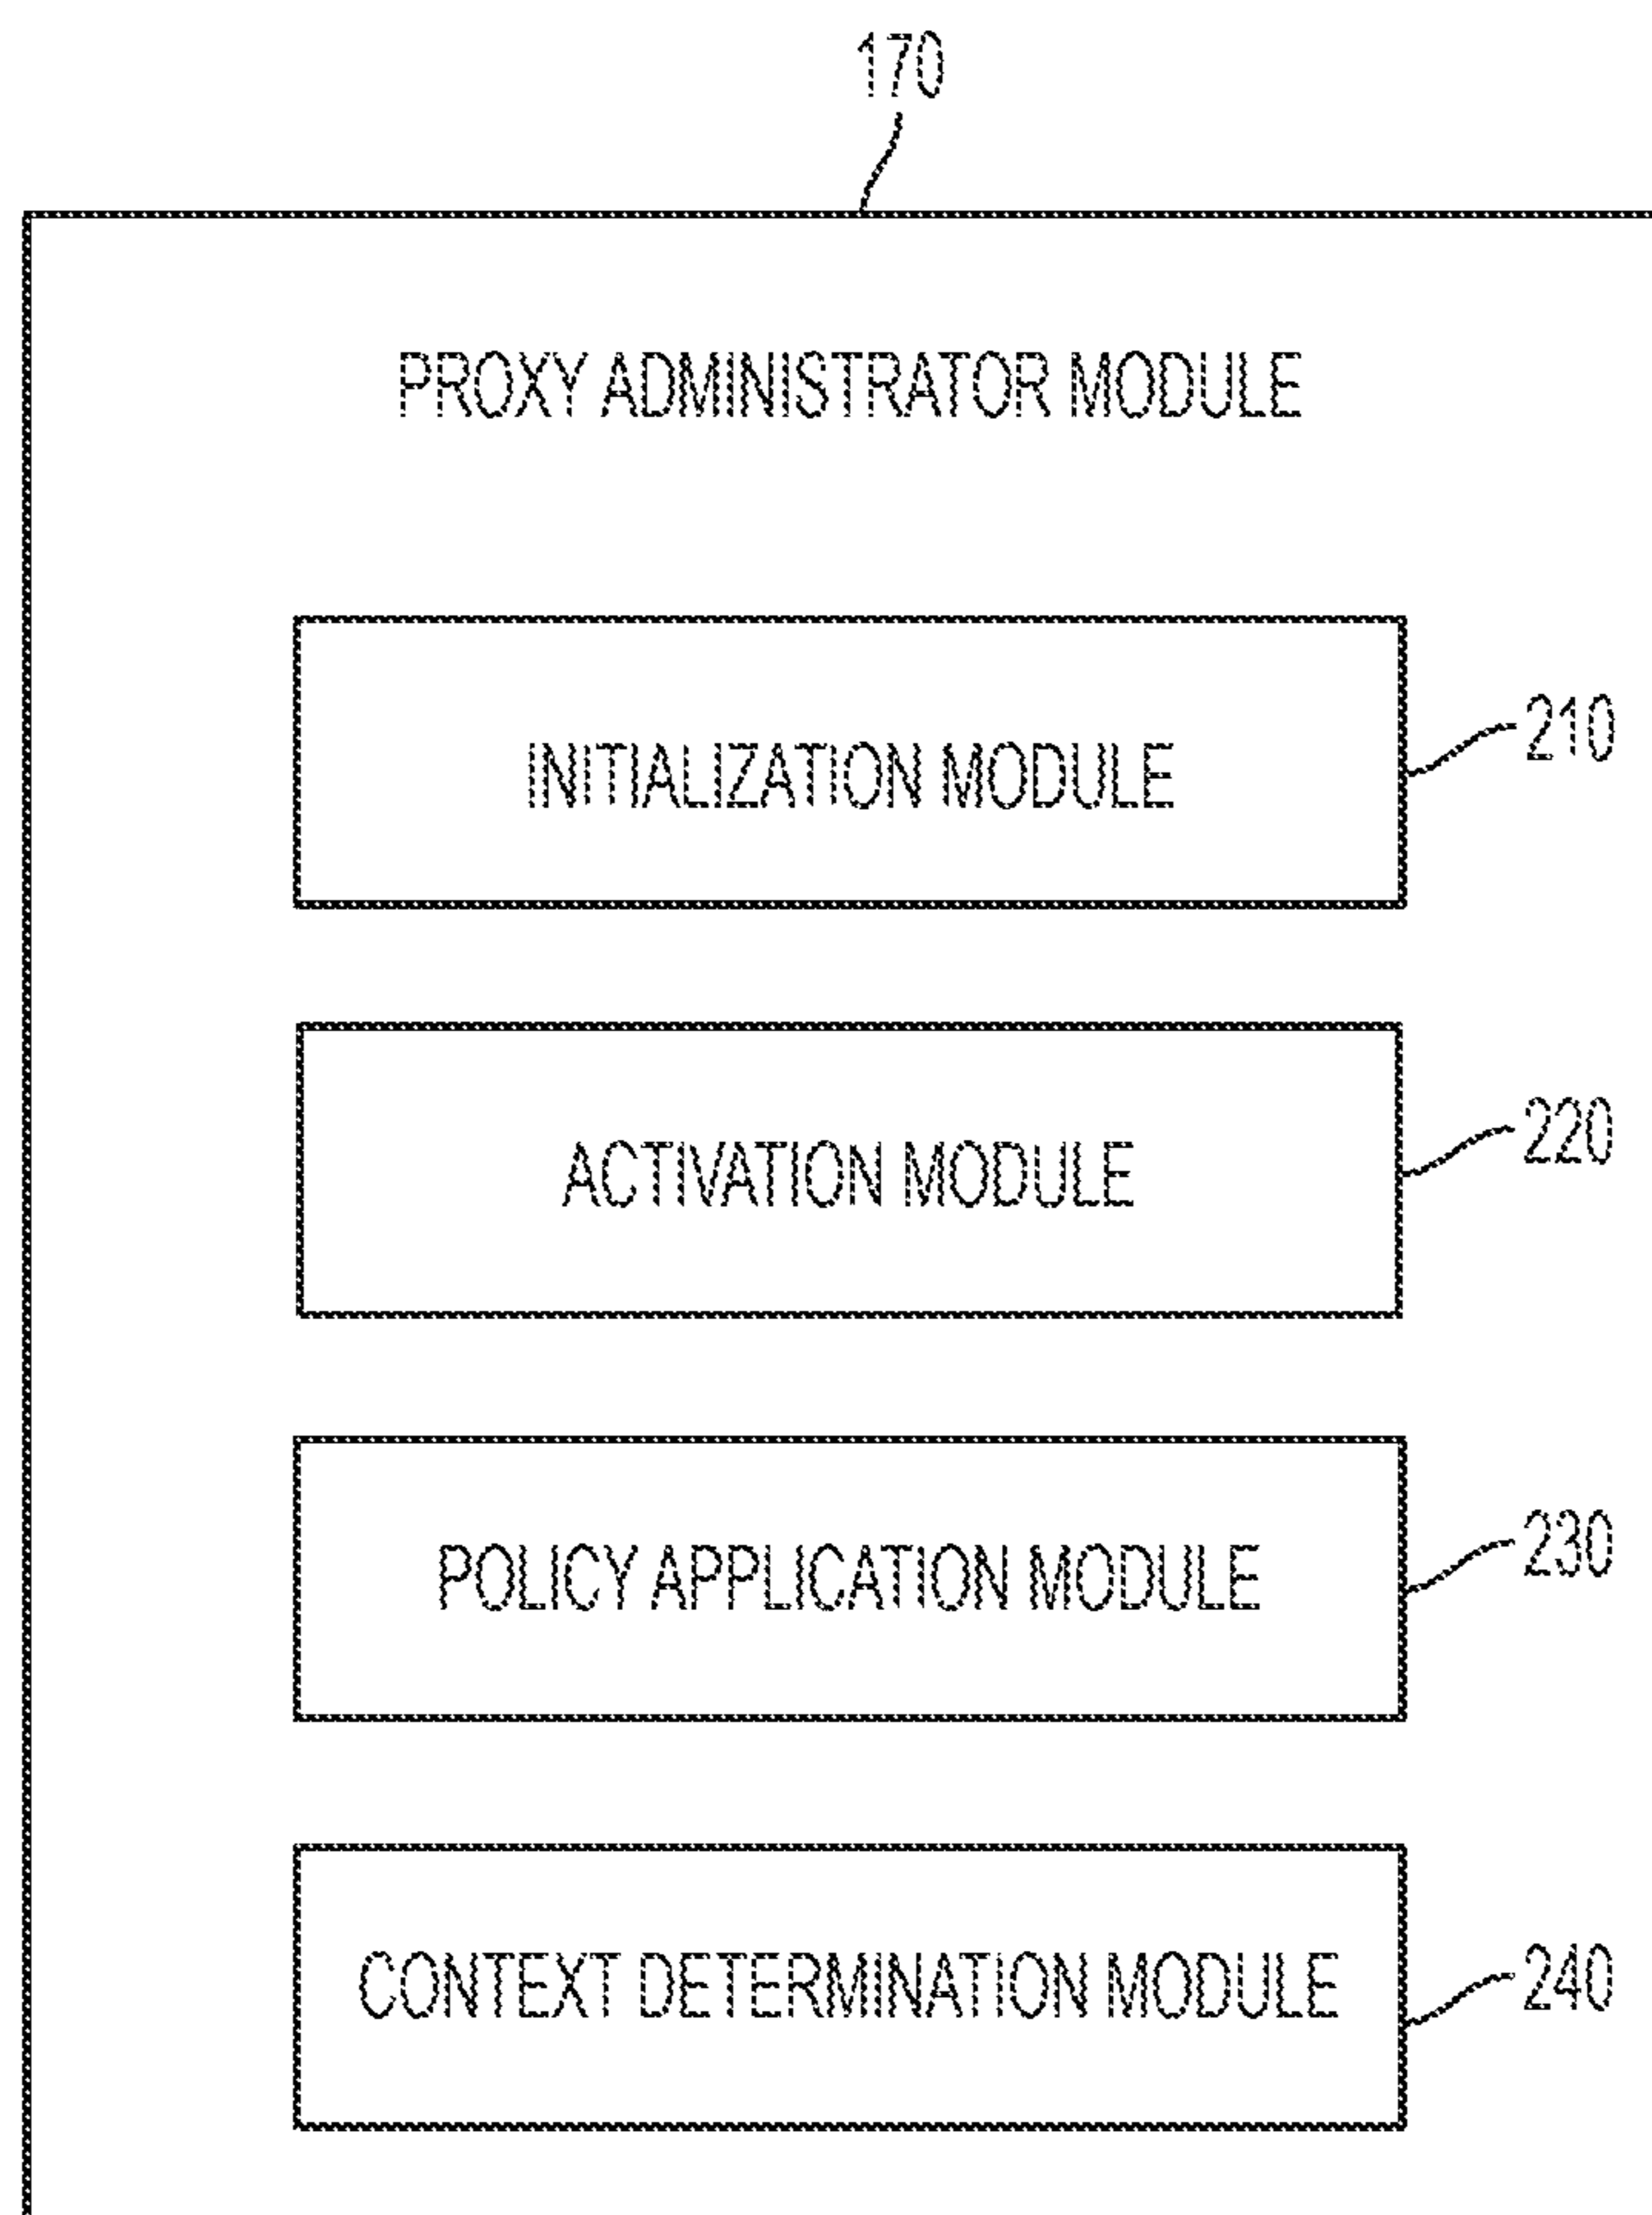 170
PROXY ADMINISTRATOR MODULE
INITIALIZATION MODULE
210
ACTIVATION MODULE
220
POLICY APPLICATION MODULE
230
CONTEXT DETERMINATION MODULE
240